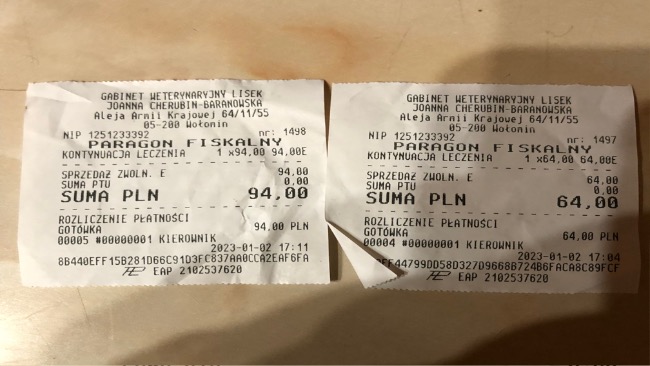 GABINET WETERYNARYJNY LISEK
JOANNA CHERUBIN-BARANOWSKA
Aleja Armii Krajowej 64/11/55
05-200 Wołomin
NIP 1251233392 nr: 1498
PARAGON FISKALNY
KONTYNUACJA LECZENIA 1 x94,00 94,00E
SPRZEDAŻ ZWOLN. E 94,00
SUMA PTU 0,00
SUMA PLN 94,00
ROZLICZENIE PŁATNOŚCI
GOTÓWKA 94,00 PLN
00005 #00000001 KIEROWNIK
2023-01-02 17:11
8B440EFF15B281D66C91D3FC837AA0CCA2EAF6FA
EAP 2102537620
GABINET WETERYNARYJNY LISEK
JOANNA CHERUBIN-BARANOWSKA
Aleja Armii Krajowej 64/11/55
05-200 Wołomin
NIP 1251233392 nr: 1497
PARAGON FISKALNY
KONTYNUACJA LECZENIA 1 x64,00 64,00E
SPRZEDAŻ ZWOLN. E 64,00
SUMA PTU 0,00
SUMA PLN 64,00
ROZLICZENIE PŁATNOŚCI
GOTÓWKA 64,00 PLN
00004 #00000001 KIEROWNIK
2023-01-02 17:04
EAP 2102537620